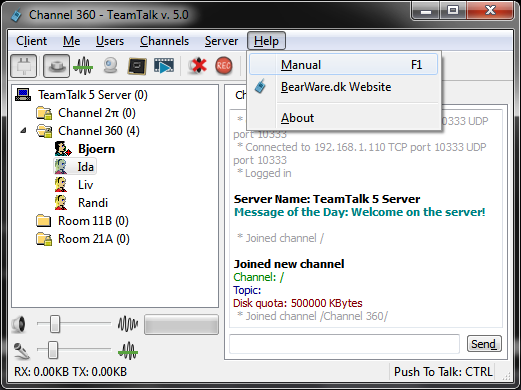 Channel 360 - TeamTalk v. 5.0
Client Me Users Channels Server Help
Manual F1
BearWare.dk Website
About
REC
TeamTalk 5 Server (0)
Channel 2π (0)
Channel 360 (4)
Bjoern
Ida
Liv
Randi
Room 11B (0)
Room 21A (0)
10333 UDP
port 10333
* Connected to 192.168.1.110 TCP port 10333 UDP
port 10333
* Logged in
Server Name: TeamTalk 5 Server
Message of the Day: Welcome on the server!
* Joined channel /
Joined new channel
Channel: /
Topic:
Disk quota: 500000 KBytes
* Joined channel /Channel 360/
Send
RX: 0.00KB TX: 0.00KB
Push To Talk: CTRL